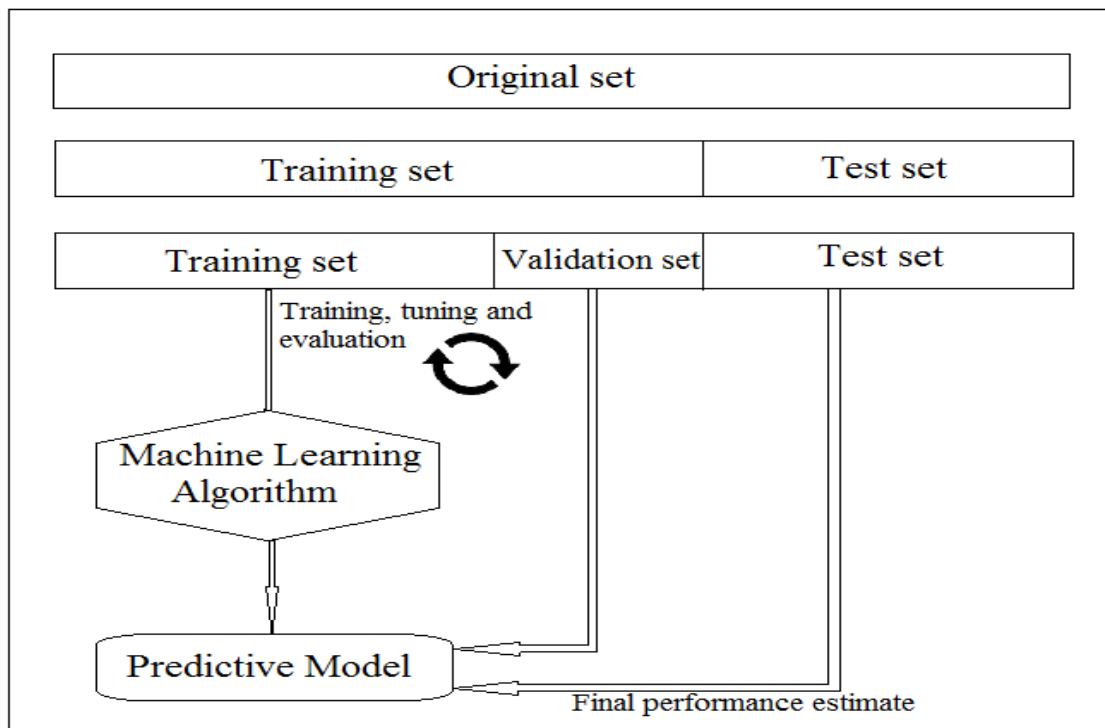 Original set
Training set
Test set
Training set
Validation set
Test set
Training, tuning and
evaluation
Machine Learning
Algorithm
Predictive Model
Final performance estimate